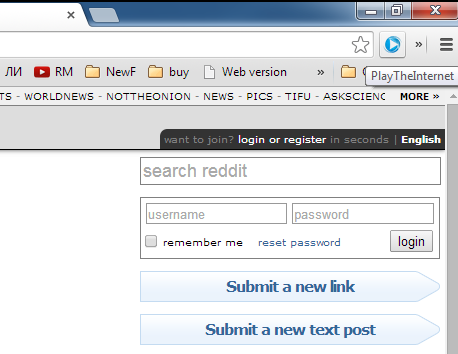 ЛИ RM NewF buy Web version »
PlayTheInternet
TS - WORLDNEWS - NOTTHEONION - NEWS - PICS - TIFU - ASKSCIENC MORE »
want to join? login or register in seconds | English
search reddit
username password
remember me reset password login
Submit a new link
Submit a new text post